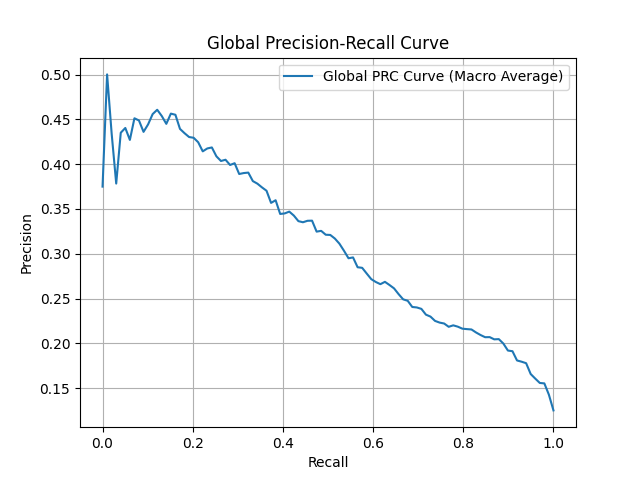 Global Precision-Recall Curve
Global PRC Curve (Macro Average)
0.50
0.45
0.40
0.35
0.30
0.25
0.20
0.15
Precision
0.0 0.2 0.4 0.6 0.8 1.0
Recall